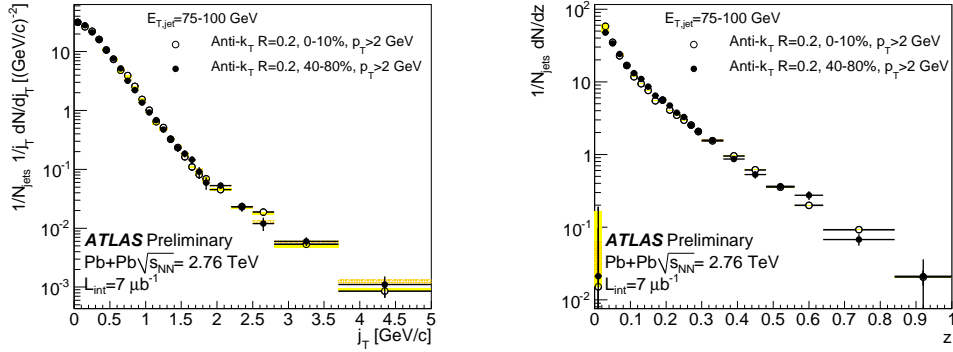 1/N_jets 1/j_T dN/dj_T [(GeV/c)^-2]
10
1
10^-1
10^-2
10^-3
E_T,jet=75-100 GeV
Anti-k_T R=0.2, 0-10%, p_T>2 GeV
Anti-k_T R=0.2, 40-80%, p_T>2 GeV
ATLAS Preliminary
Pb+Pb√s_NN= 2.76 TeV
L_int=7 μb^-1
0 0.5 1 1.5 2 2.5 3 3.5 4 4.5 5
j_T [GeV/c]
1/N_jets dN/dz
10^2
10
1
10^-1
10^-2
E_T,jet=75-100 GeV
Anti-k_T R=0.2, 0-10%, p_T>2 GeV
Anti-k_T R=0.2, 40-80%, p_T>2 GeV
ATLAS Preliminary
Pb+Pb√s_NN= 2.76 TeV
L_int=7 μb^-1
0 0.1 0.2 0.3 0.4 0.5 0.6 0.7 0.8 0.9 1
z